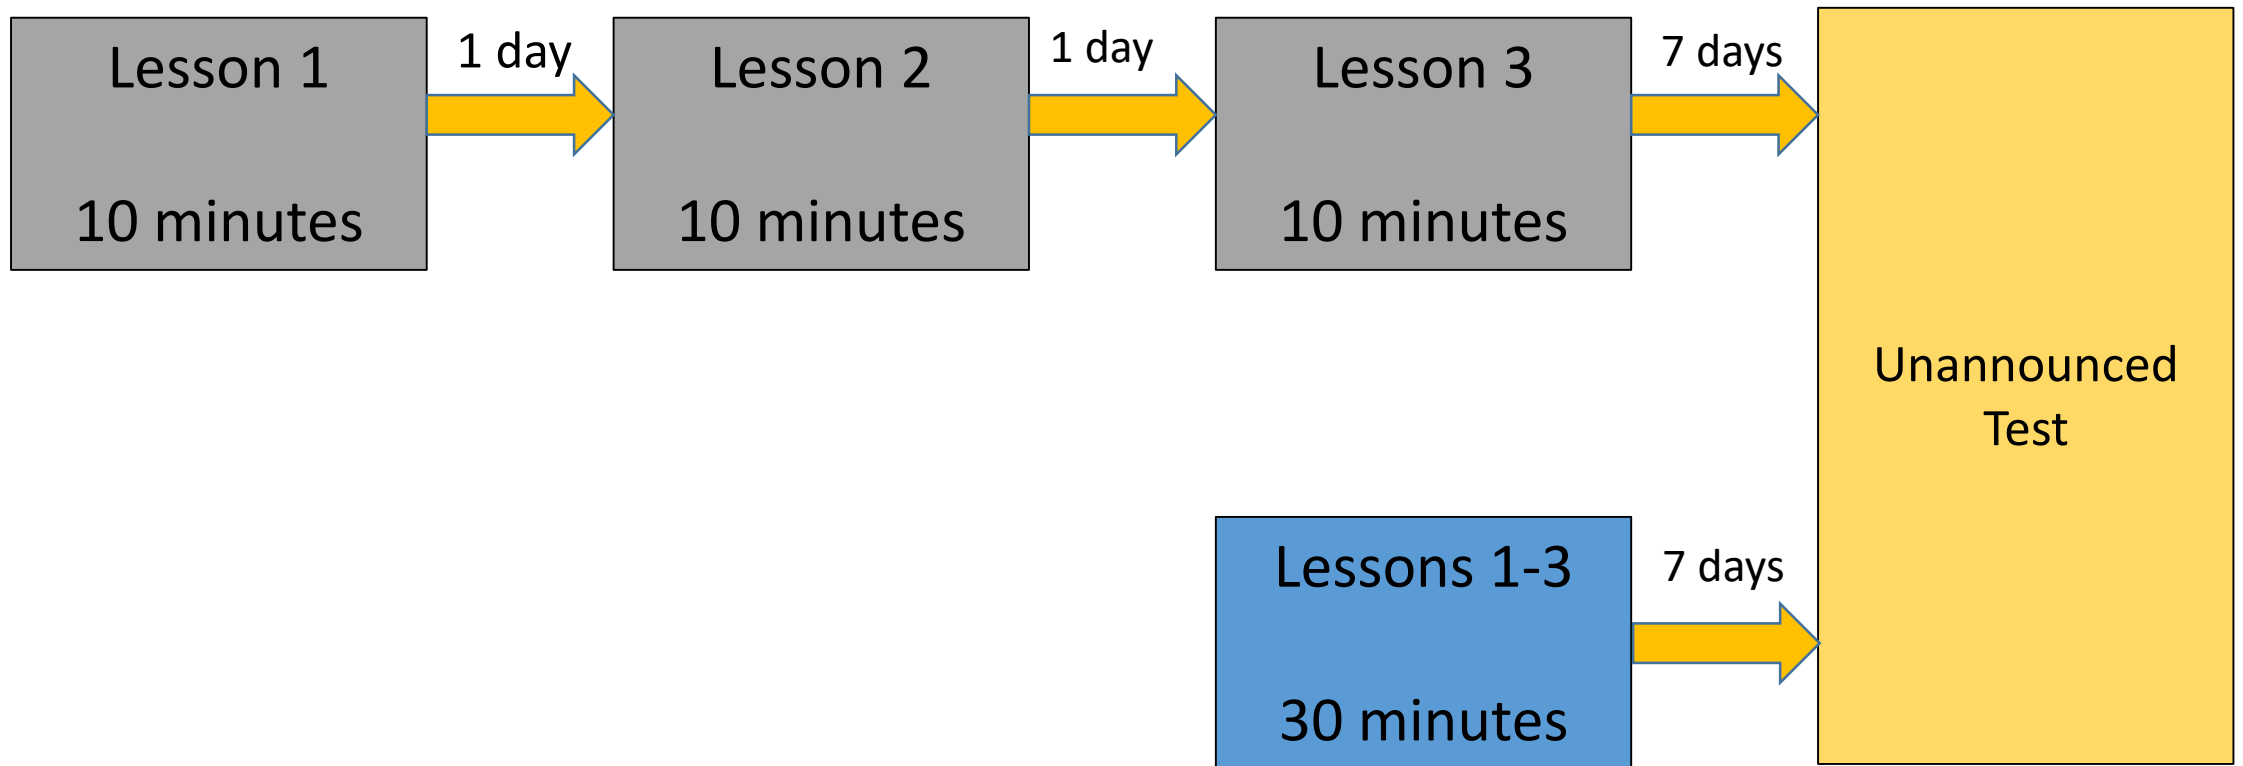 Lesson 1
10 minutes
1 day
Lesson 2
10 minutes
1 day
Lesson 3
10 minutes
7 days
Unannounced
Test
Lessons 1-3
30 minutes
7 days